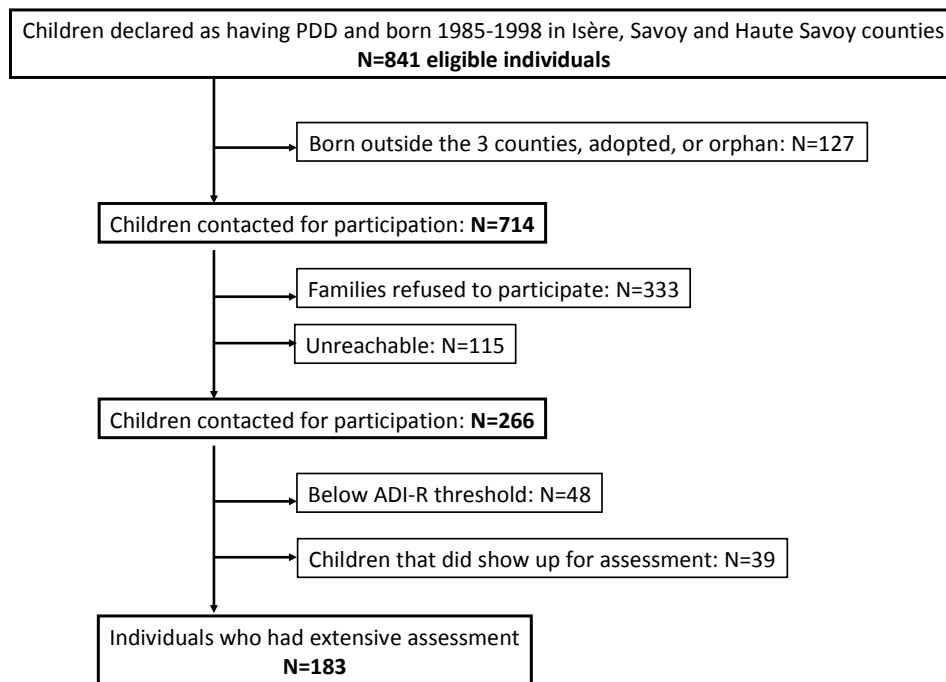 Children declared as having PDD and born 1985-1998 in Isère, Savoy and Haute Savoy counties
N=841 eligible individuals
Born outside the 3 counties, adopted, or orphan: N=127
Children contacted for participation: N=714
Families refused to participate: N=333
Unreachable: N=115
Children contacted for participation: N=266
Below ADI-R threshold: N=48
Children that did show up for assessment: N=39
Individuals who had extensive assessment
N=183